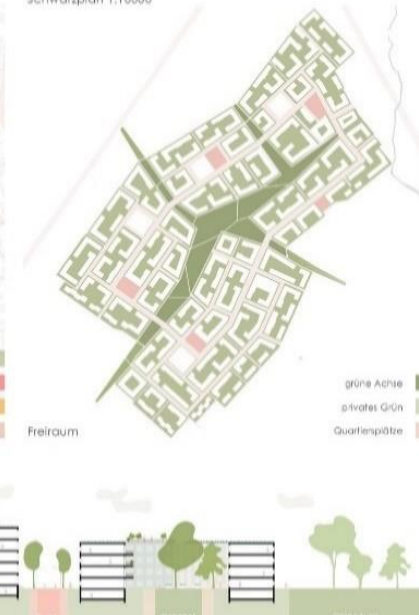 Schwarzplan 1:10000
grüne Achse
privates Grün
Quartiersplätze
Freiraum